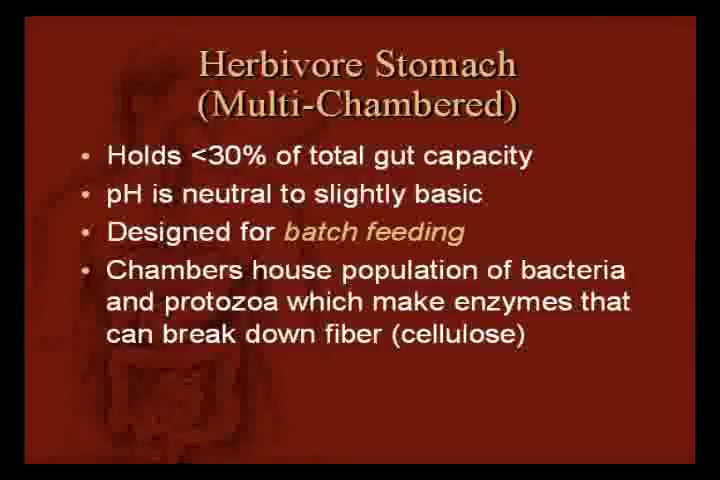 Herbivore Stomach
(Multi-Chambered)
• Holds <30% of total gut capacity
• pH is neutral to slightly basic
• Designed for batch feeding
• Chambers house population of bacteria
and protozoa which make enzymes that
can break down fiber (cellulose)